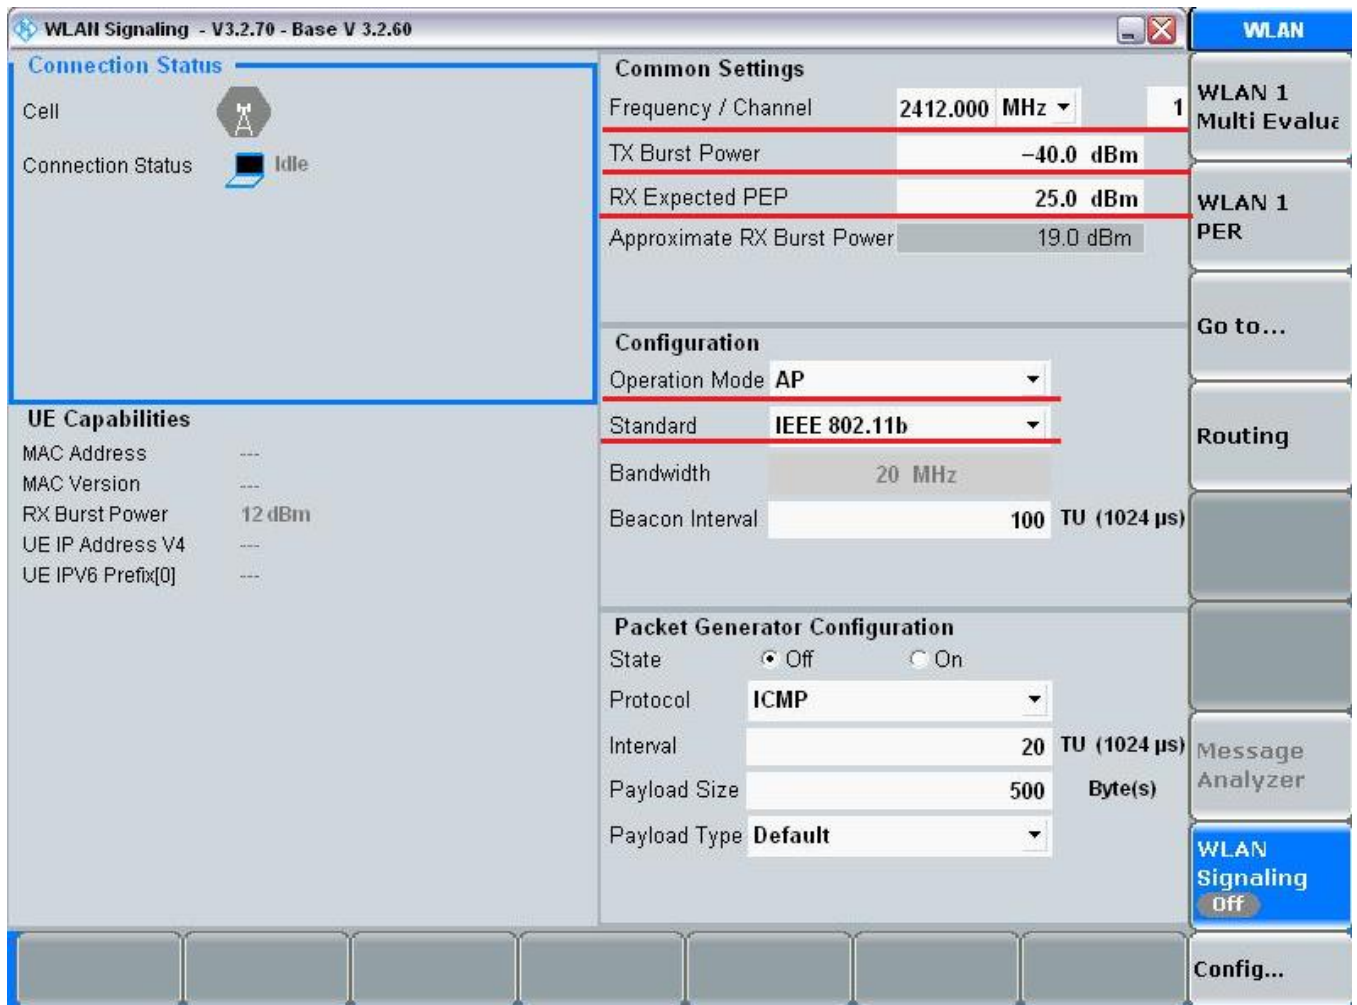 WLAN Signaling - V3.2.70 - Base V 3.2.60
Connection Status
Cell
Connection Status Idle
UE Capabilities
MAC Address ---
MAC Version ---
RX Burst Power 12 dBm
UE IP Address V4 ---
UE IPV6 Prefix[0] ---
Common Settings
Frequency / Channel 2412.000 MHz 1
TX Burst Power -40.0 dBm
RX Expected PEP 25.0 dBm
Approximate RX Burst Power 19.0 dBm
Configuration
Operation Mode AP
Standard IEEE 802.11b
Bandwidth 20 MHz
Beacon Interval 100 TU (1024 µs)
Packet Generator Configuration
State Off On
Protocol ICMP
Interval 20 TU (1024 µs)
Payload Size 500 Byte(s)
Payload Type Default
WLAN
WLAN 1
Multi Evalua
WLAN 1
PER
Go to...
Routing
Message
Analyzer
WLAN
Signaling
Off
Config...